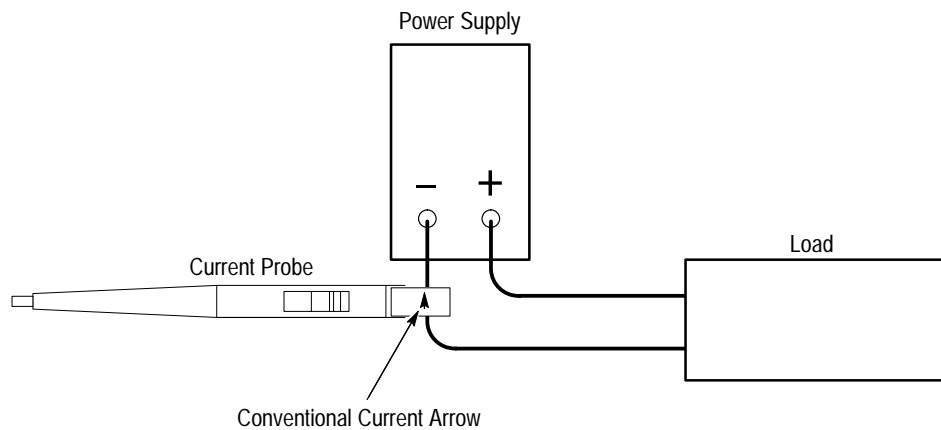 Power Supply
− +
Load
Current Probe
Conventional Current Arrow